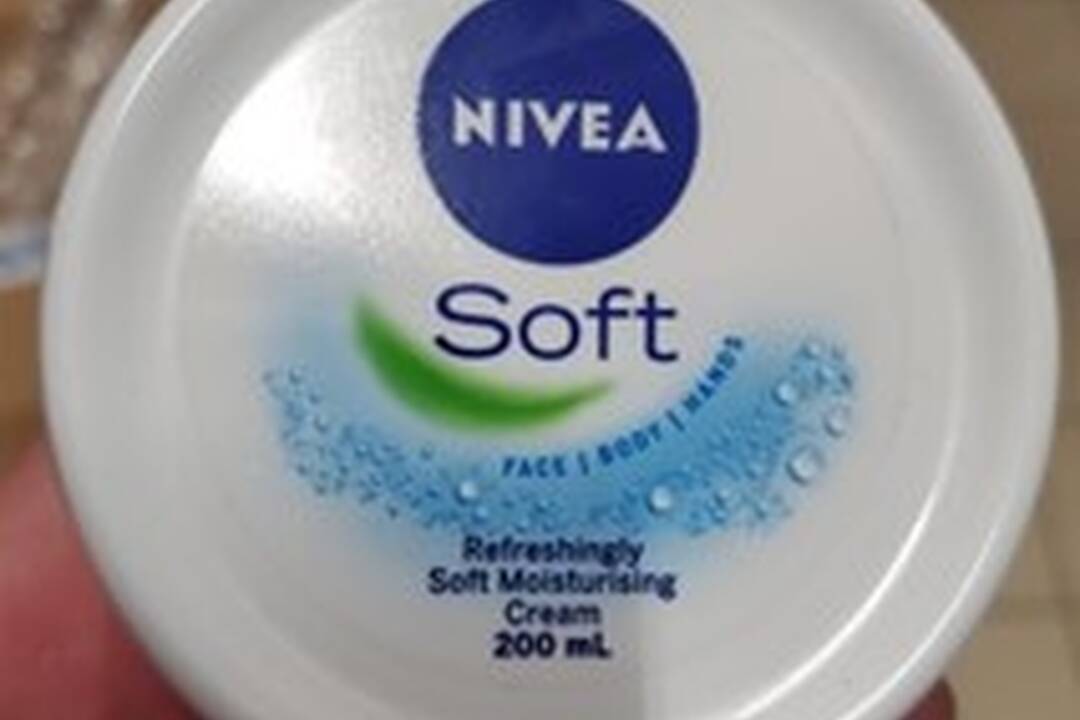 NIVEA
Soft
FACE | BODY | HANDS
Refreshingly
Soft Moisturising
Cream
200 mL